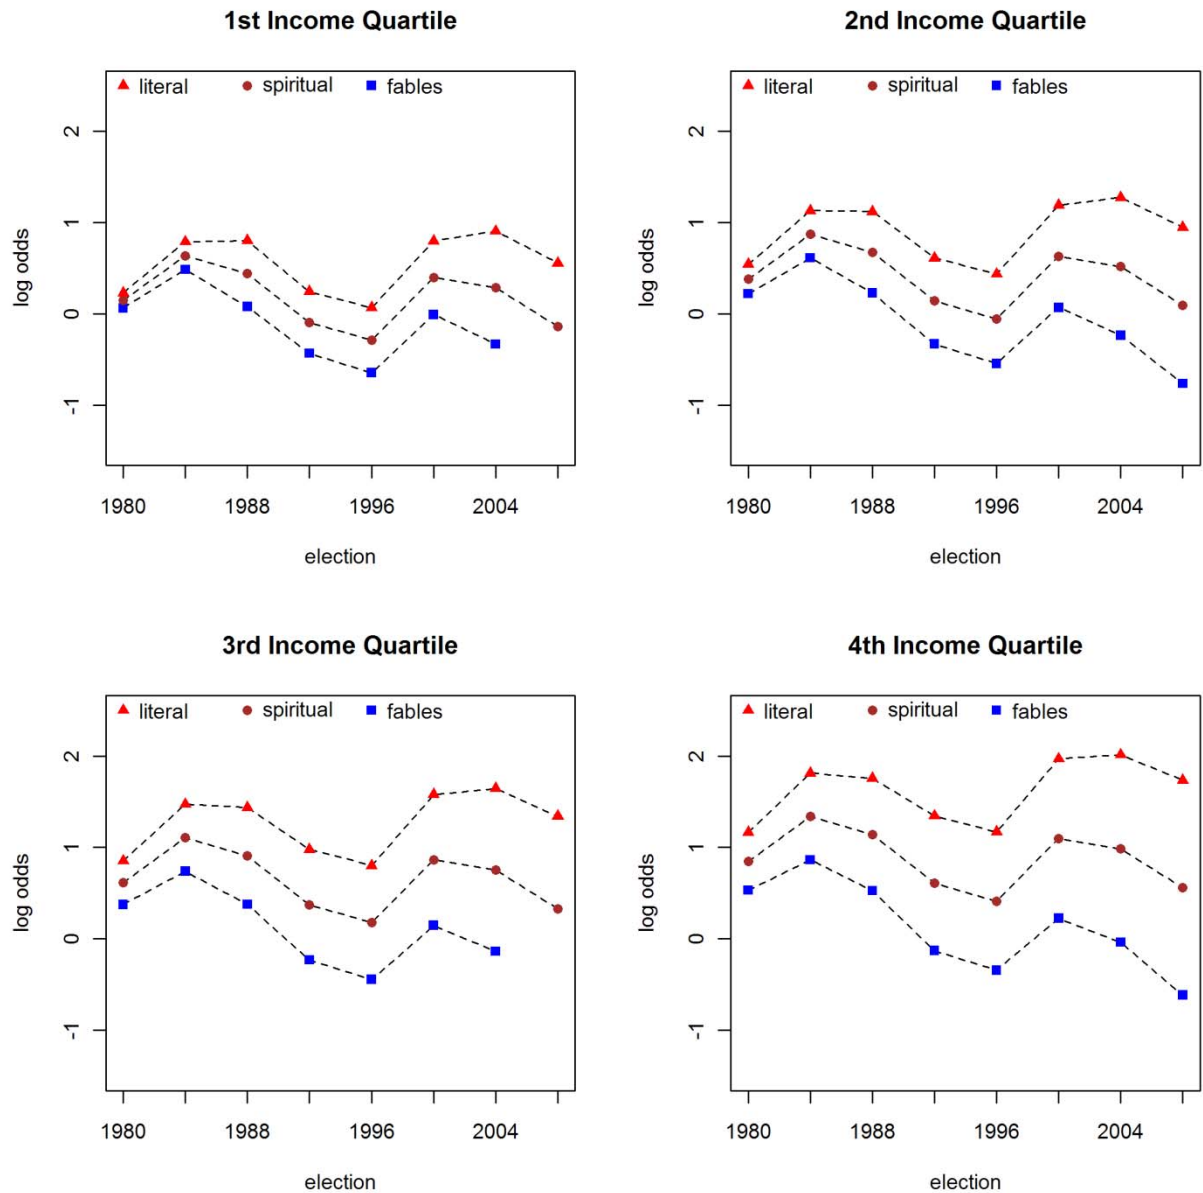 1st Income Quartile
literal spiritual fables
2
1
0
-1
log odds
1980 1988 1996 2004
election
2nd Income Quartile
literal spiritual fables
2
1
0
-1
log odds
1980 1988 1996 2004
election
3rd Income Quartile
literal spiritual fables
2
1
0
-1
log odds
1980 1988 1996 2004
election
4th Income Quartile
literal spiritual fables
2
1
0
-1
log odds
1980 1988 1996 2004
election